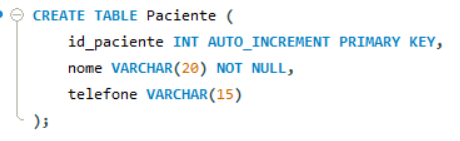 CREATE TABLE Paciente (
id_paciente INT AUTO_INCREMENT PRIMARY KEY,
nome VARCHAR(20) NOT NULL,
telefone VARCHAR(15)
);